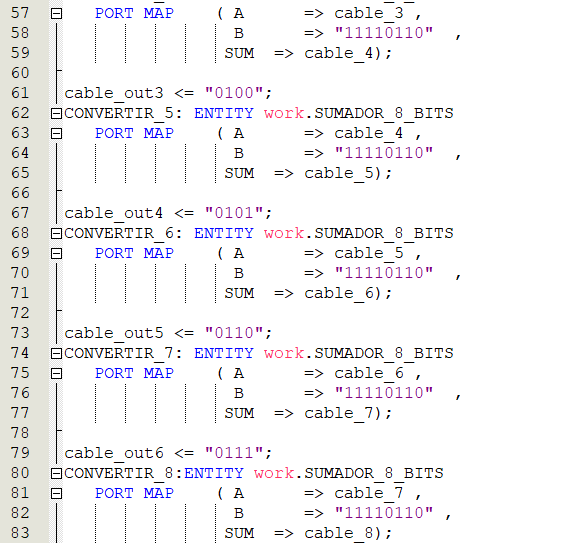 57 PORT MAP ( A => cable_3 ,
58 B => "11110110" ,
59 SUM => cable_4);
60
61 cable_out3 <= "0100";
62 CONVERTIR_5: ENTITY work.SUMADOR_8_BITS
63 PORT MAP ( A => cable_4 ,
64 B => "11110110" ,
65 SUM => cable_5);
66
67 cable_out4 <= "0101";
68 CONVERTIR_6: ENTITY work.SUMADOR_8_BITS
69 PORT MAP ( A => cable_5 ,
70 B => "11110110" ,
71 SUM => cable_6);
72
73 cable_out5 <= "0110";
74 CONVERTIR_7: ENTITY work.SUMADOR_8_BITS
75 PORT MAP ( A => cable_6 ,
76 B => "11110110" ,
77 SUM => cable_7);
78
79 cable_out6 <= "0111";
80 CONVERTIR_8:ENTITY work.SUMADOR_8_BITS
81 PORT MAP ( A => cable_7 ,
82 B => "11110110" ,
83 SUM => cable_8);